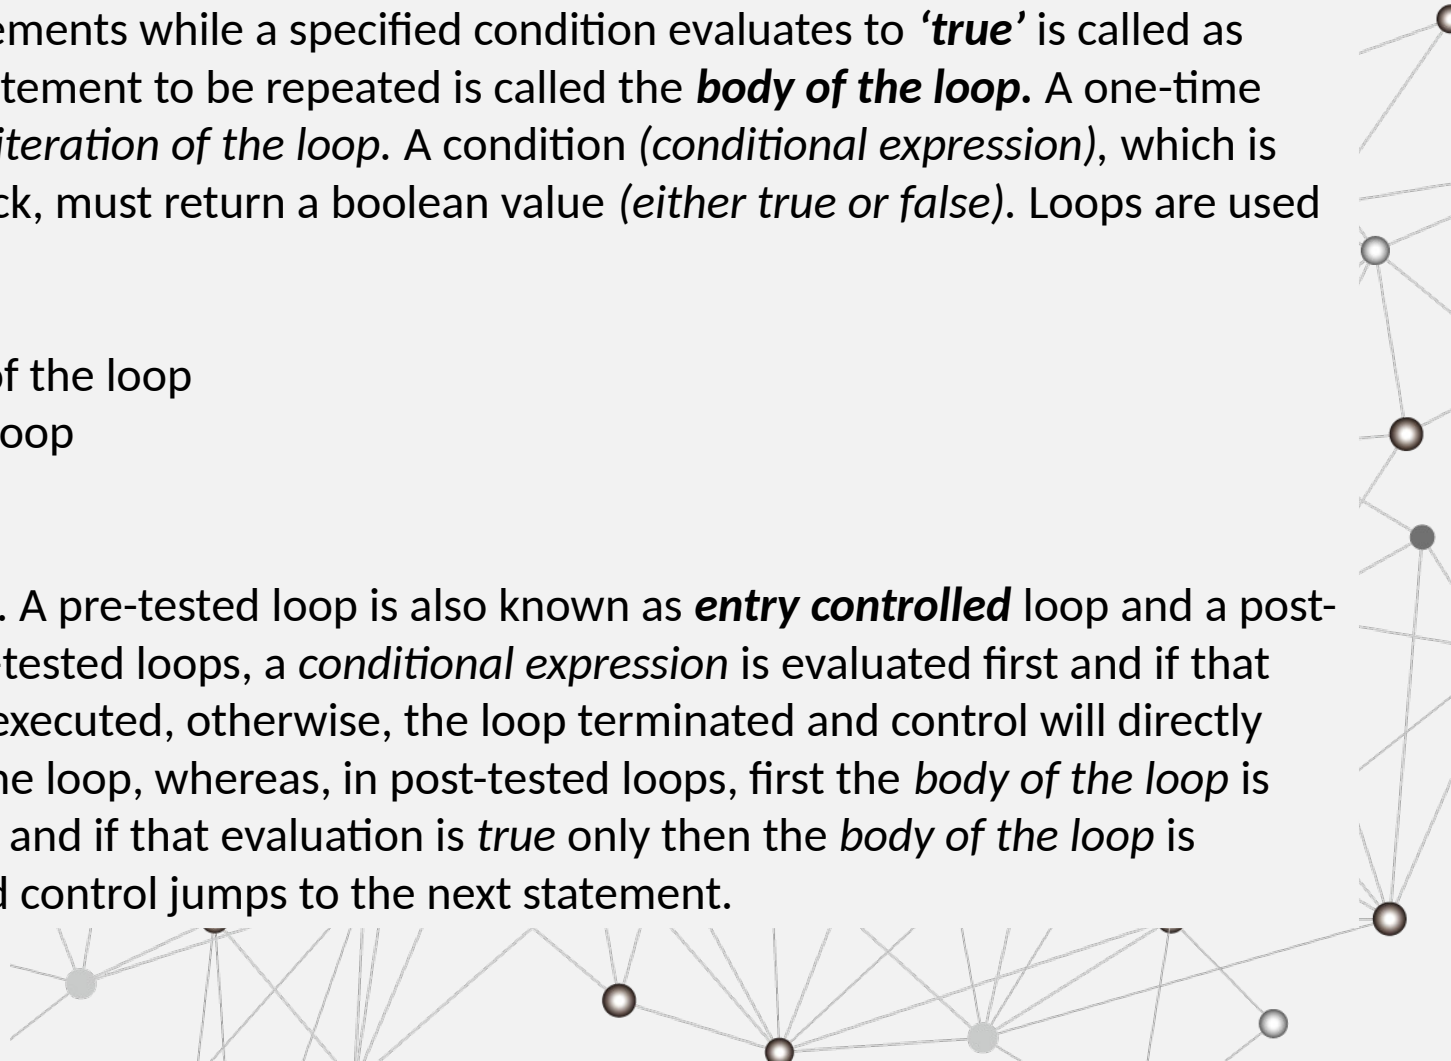 ements while a specified condition evaluates to ‘true’ is called as
tement to be repeated is called the body of the loop. A one-time
iteration of the loop. A condition (conditional expression), which is
ck, must return a boolean value (either true or false). Loops are used
of the loop
oop
. A pre-tested loop is also known as entry controlled loop and a post-
-tested loops, a conditional expression is evaluated first and if that
executed, otherwise, the loop terminated and control will directly
he loop, whereas, in post-tested loops, first the body of the loop is
and if that evaluation is true only then the body of the loop is
d control jumps to the next statement.